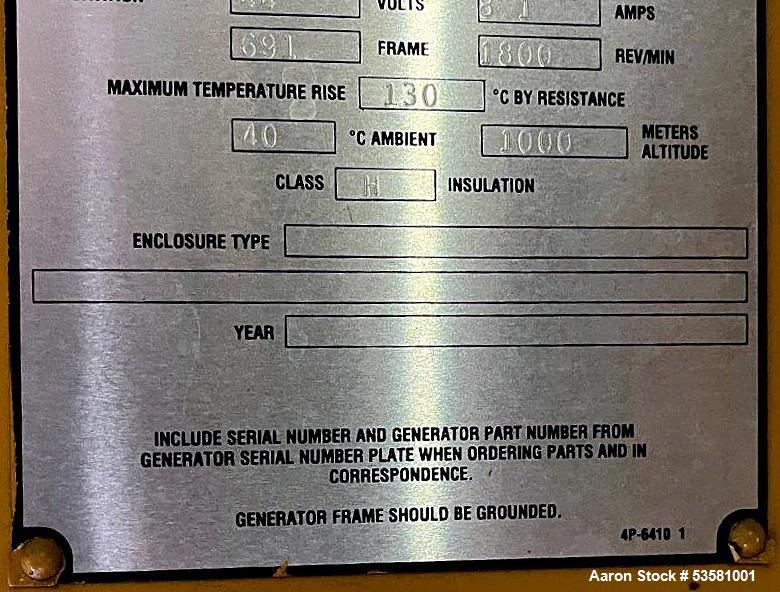 VOLTS AMPS
691 FRAME 1800 REV/MIN
MAXIMUM TEMPERATURE RISE 130 °C BY RESISTANCE
40 °C AMBIENT 1000 METERS ALTITUDE
CLASS H INSULATION
ENCLOSURE TYPE
YEAR
INCLUDE SERIAL NUMBER AND GENERATOR PART NUMBER FROM
GENERATOR SERIAL NUMBER PLATE WHEN ORDERING PARTS AND IN
CORRESPONDENCE.
GENERATOR FRAME SHOULD BE GROUNDED.
4P-6410 1
Aaron Stock # 53581001